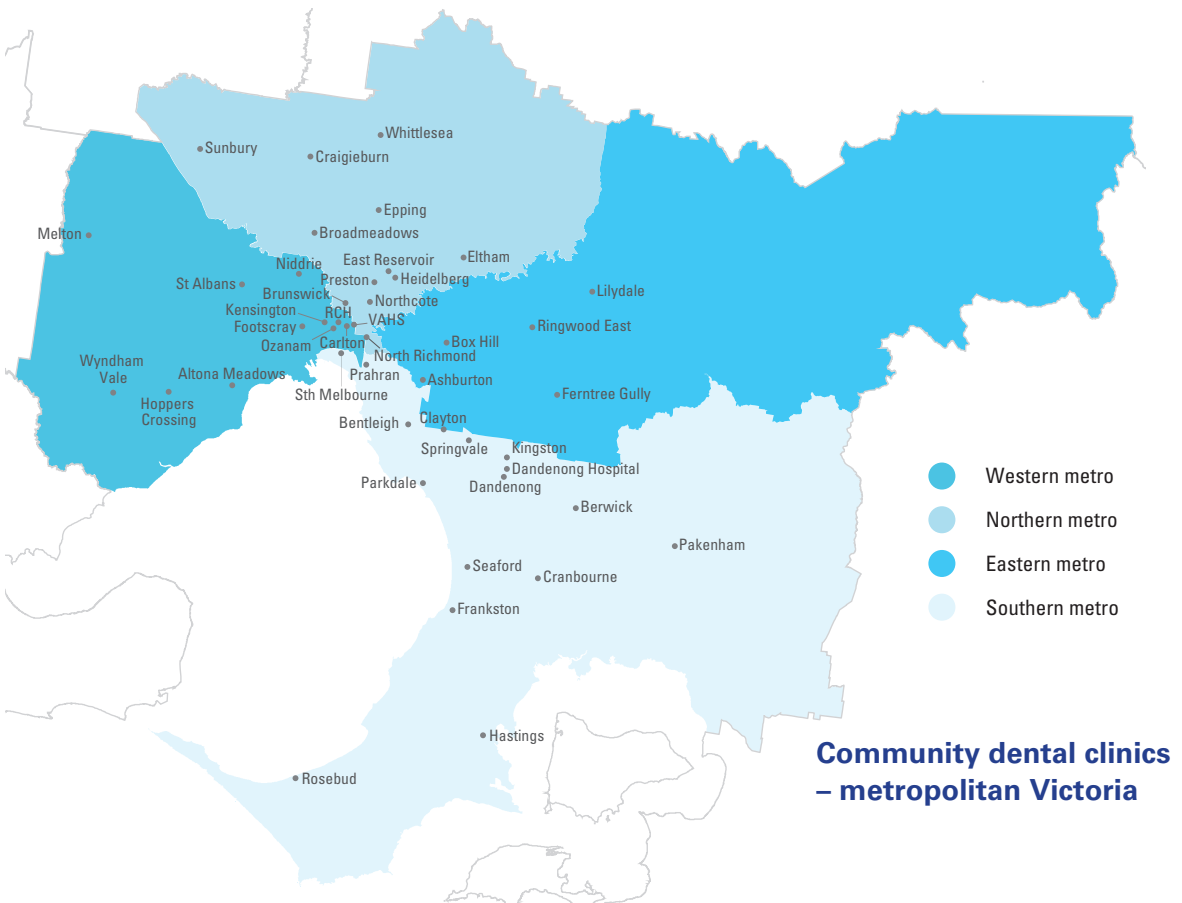 Whittlesea
Sunbury
Craigieburn
Epping
Melton
Broadmeadows
East Reservoir
Eltham
Niddrie
Heidelberg
Preston
St Albans
Brunswick
Lilydale
Northcote
Kensington
RCH
VAHS
Footscray
Ringwood East
Ozanam
Carlton
Box Hill
North Richmond
Wyndham
Vale
Altona Meadows
Prahran
Ashburton
Sth Melbourne
Ferntree Gully
Hoppers
Crossing
Bentleigh
Clayton
Springvale
Kingston
Dandenong Hospital
Parkdale
Dandenong
Berwick
Pakenham
Seaford
Cranbourne
Frankston
Hastings
Rosebud
Western metro
Northern metro
Eastern metro
Southern metro
Community dental clinics
– metropolitan Victoria